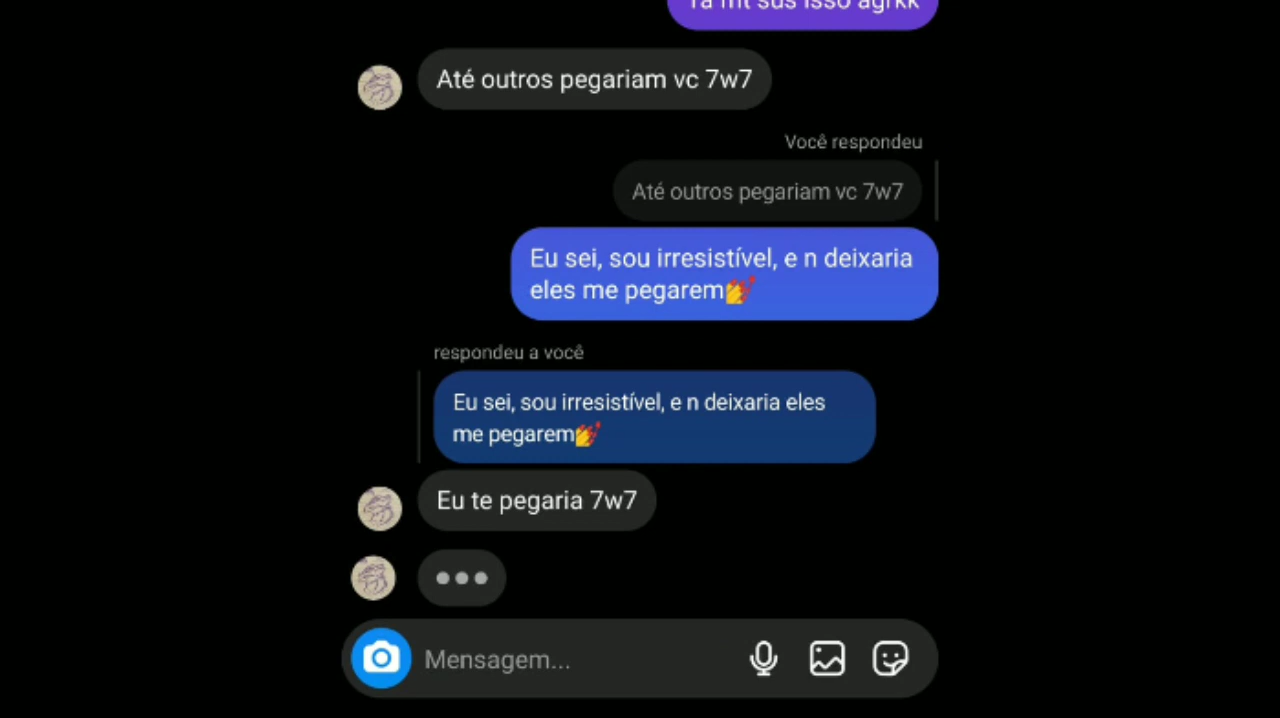 Tá mt sus isso agrkk
Até outros pegariam vc 7w7
Você respondeu
Até outros pegariam vc 7w7
Eu sei, sou irresistível, e n deixaria
eles me pegarem💅
respondeu a você
Eu sei, sou irresistível, e n deixaria eles
me pegarem💅
Eu te pegaria 7w7
Mensagem...